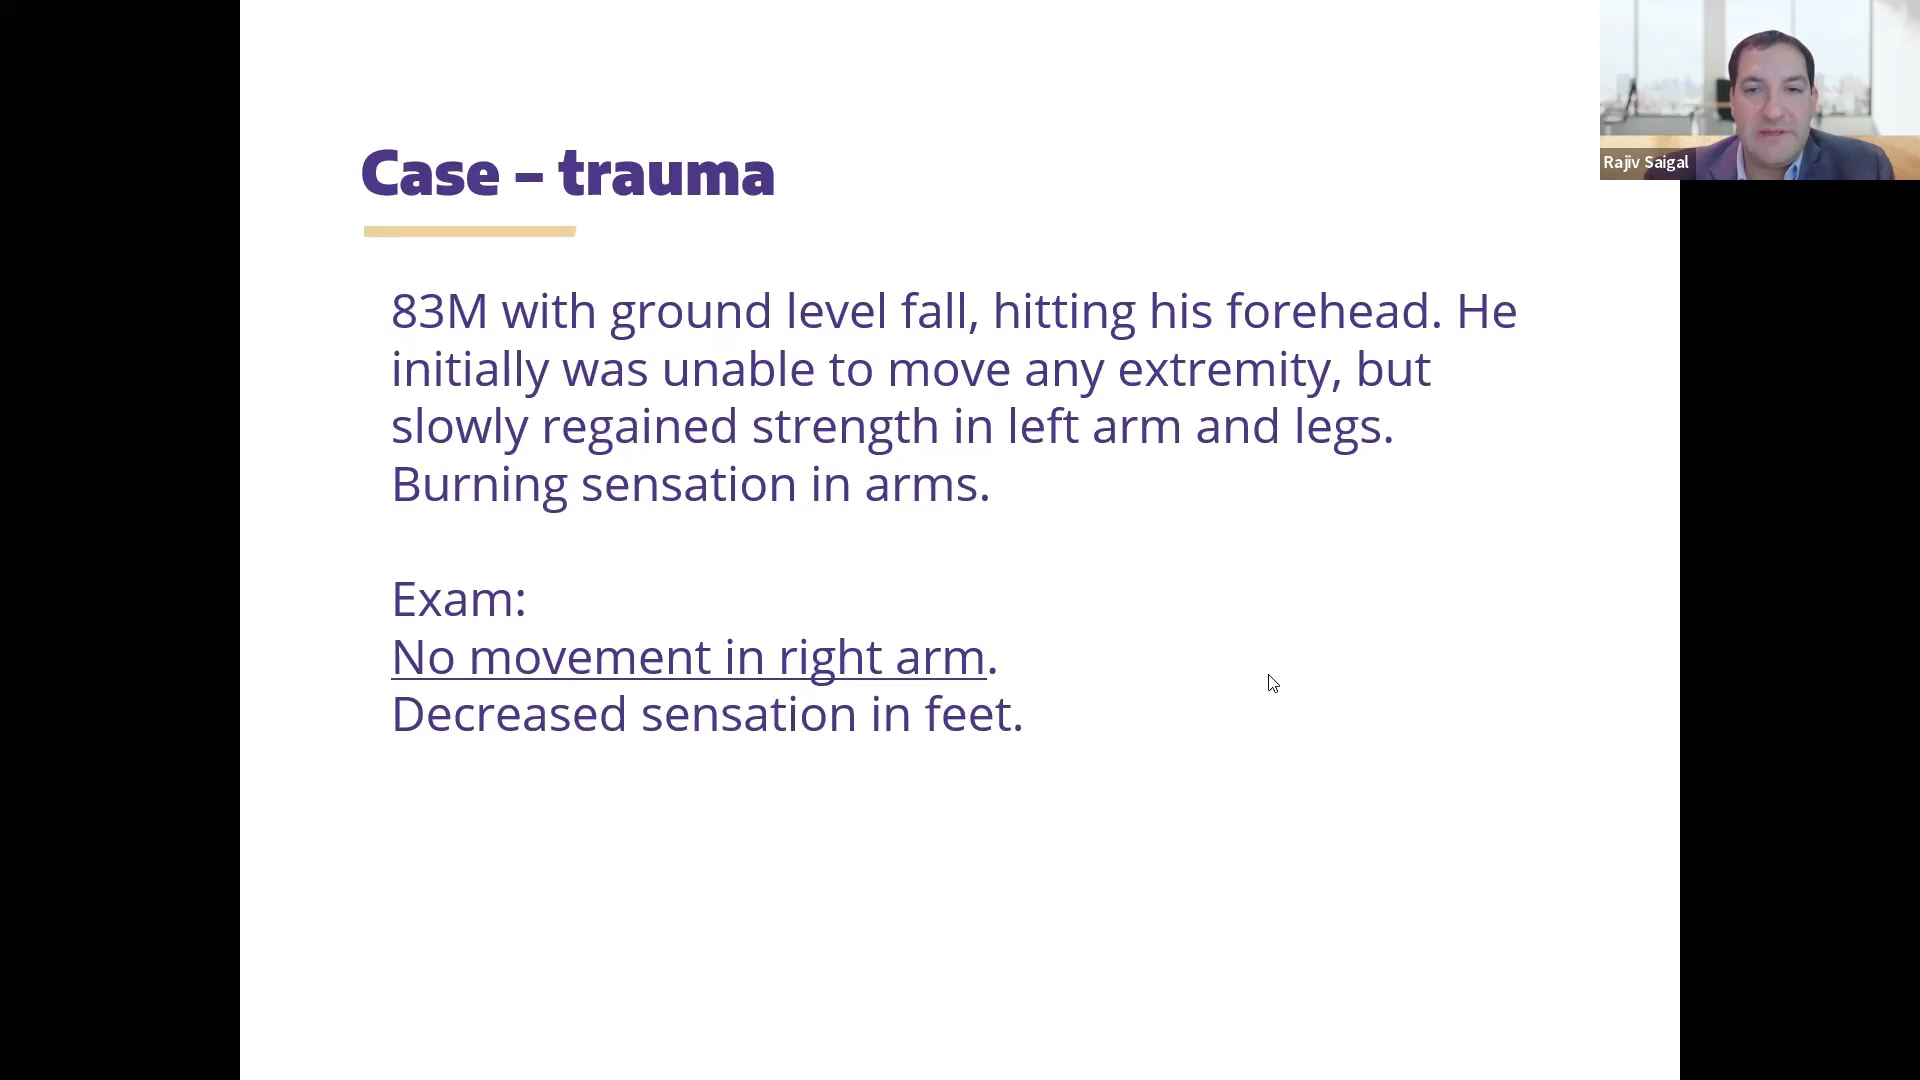 Case – trauma
83M with ground level fall, hitting his forehead. He
initially was unable to move any extremity, but
slowly regained strength in left arm and legs.
Burning sensation in arms.
Exam:
No movement in right arm.
Decreased sensation in feet.
Rajiv Saigal